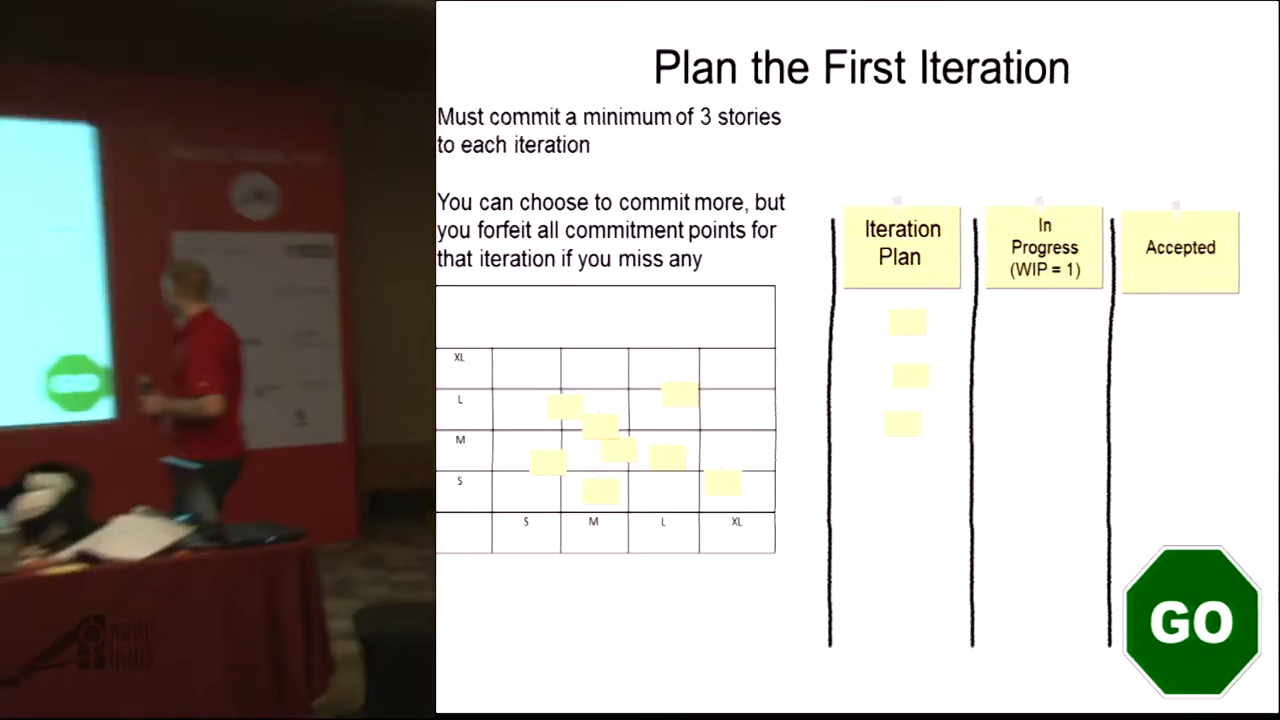 Plan the First Iteration
Must commit a minimum of 3 stories
to each iteration
You can choose to commit more, but
you forfeit all commitment points for
that iteration if you miss any
Iteration
Plan
In
Progress
(WIP = 1)
Accepted
XL
L
M
S
S
M
L
XL
GO